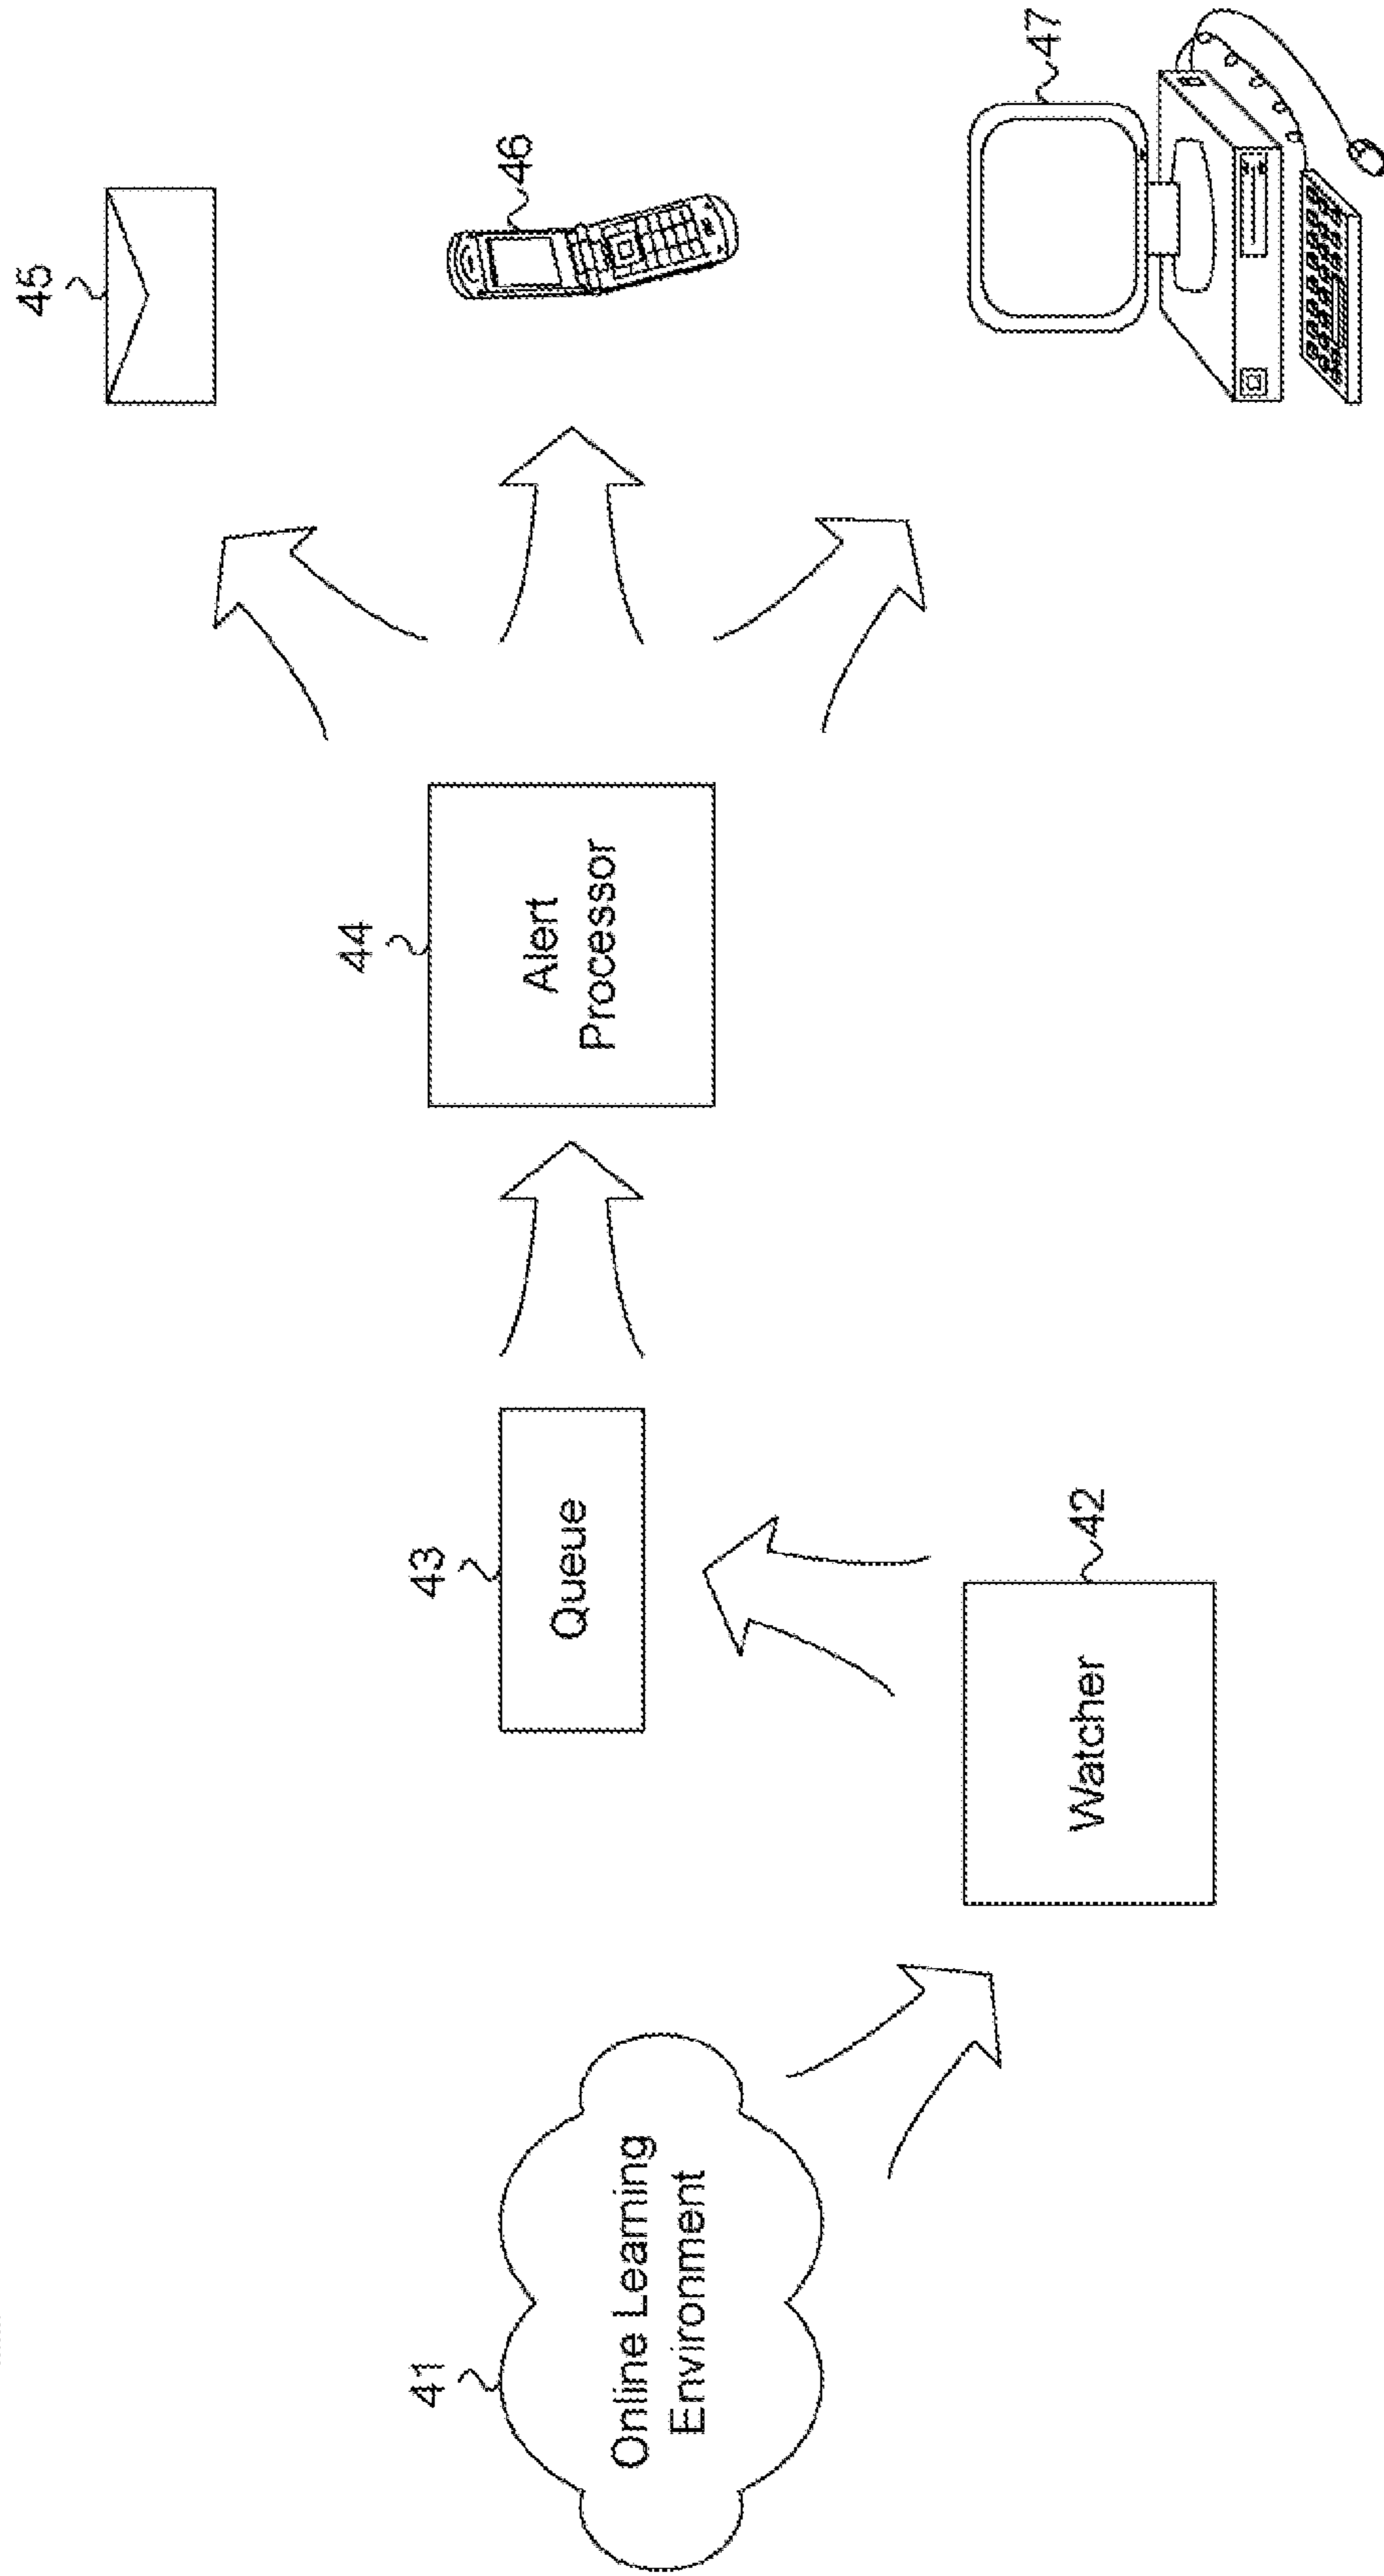 41
Online Learning
Environment
42
Watcher
43
Queue
44
Alert
Processor
45
46
47